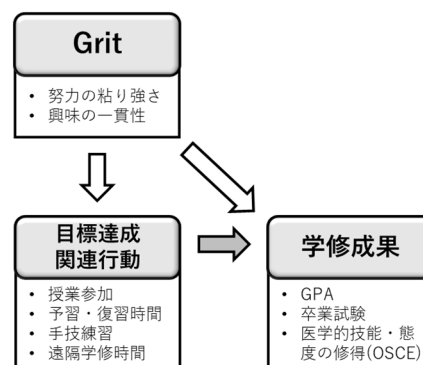 Grit
• 努力の粘り強さ
• 興味の一貫性
目標達成
関連行動
• 授業参加
• 予習・復習時間
• 手技練習
• 遠隔学修時間
学修成果
• GPA
• 卒業試験
• 医学的技能・態
度の修得(OSCE)